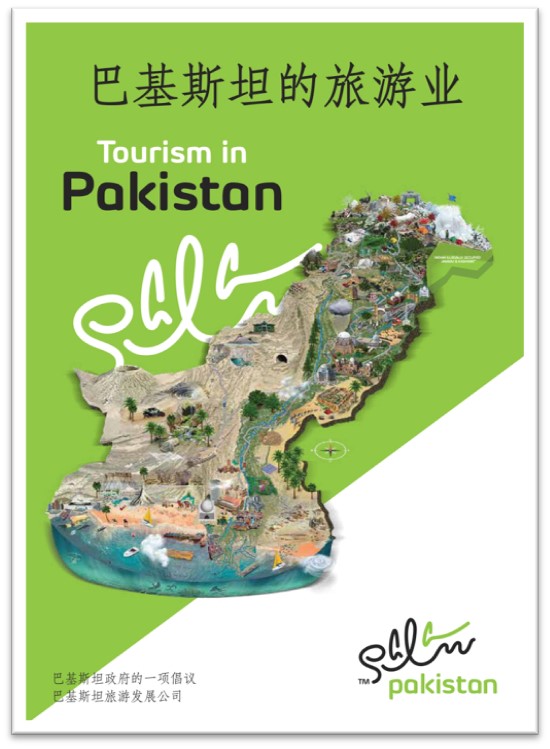 巴基斯坦的旅游业
Tourism in
Pakistan
巴基斯坦政府的一项倡议
巴基斯坦旅游发展公司
TM
pakistan